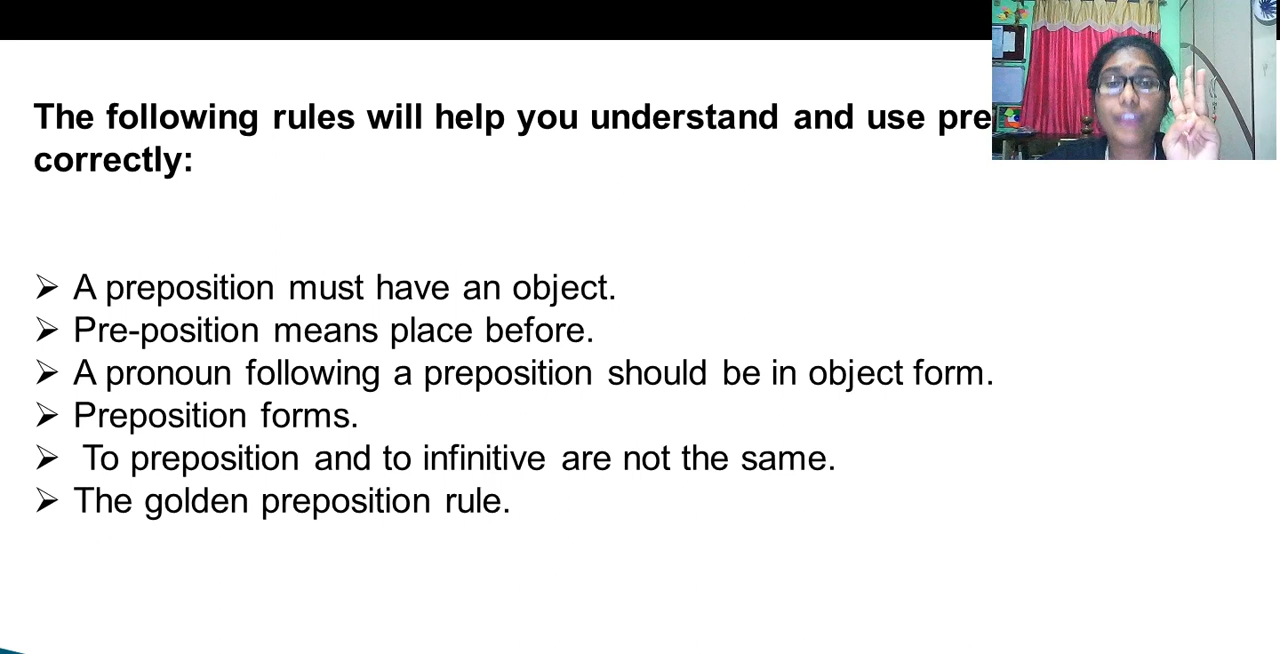 The following rules will help you understand and use pre
correctly:
A preposition must have an object.
Pre-position means place before.
A pronoun following a preposition should be in object form.
Preposition forms.
To preposition and to infinitive are not the same.
The golden preposition rule.